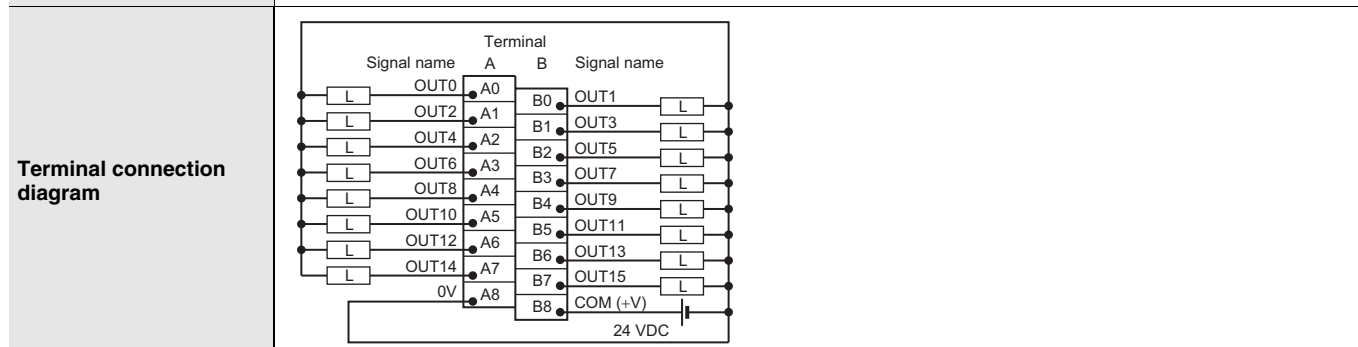 Terminal connection
diagram
Terminal
Signal name A B Signal name
L OUT0 A0
B0 OUT1 L
L OUT2 A1
B1 OUT3 L
L OUT4 A2
B2 OUT5 L
L OUT6 A3
B3 OUT7 L
L OUT8 A4
B4 OUT9 L
L OUT10 A5
B5 OUT11 L
L OUT12 A6
B6 OUT13 L
L OUT14 A7
B7 OUT15 L
0V A8
B8 COM (+V)
24 VDC